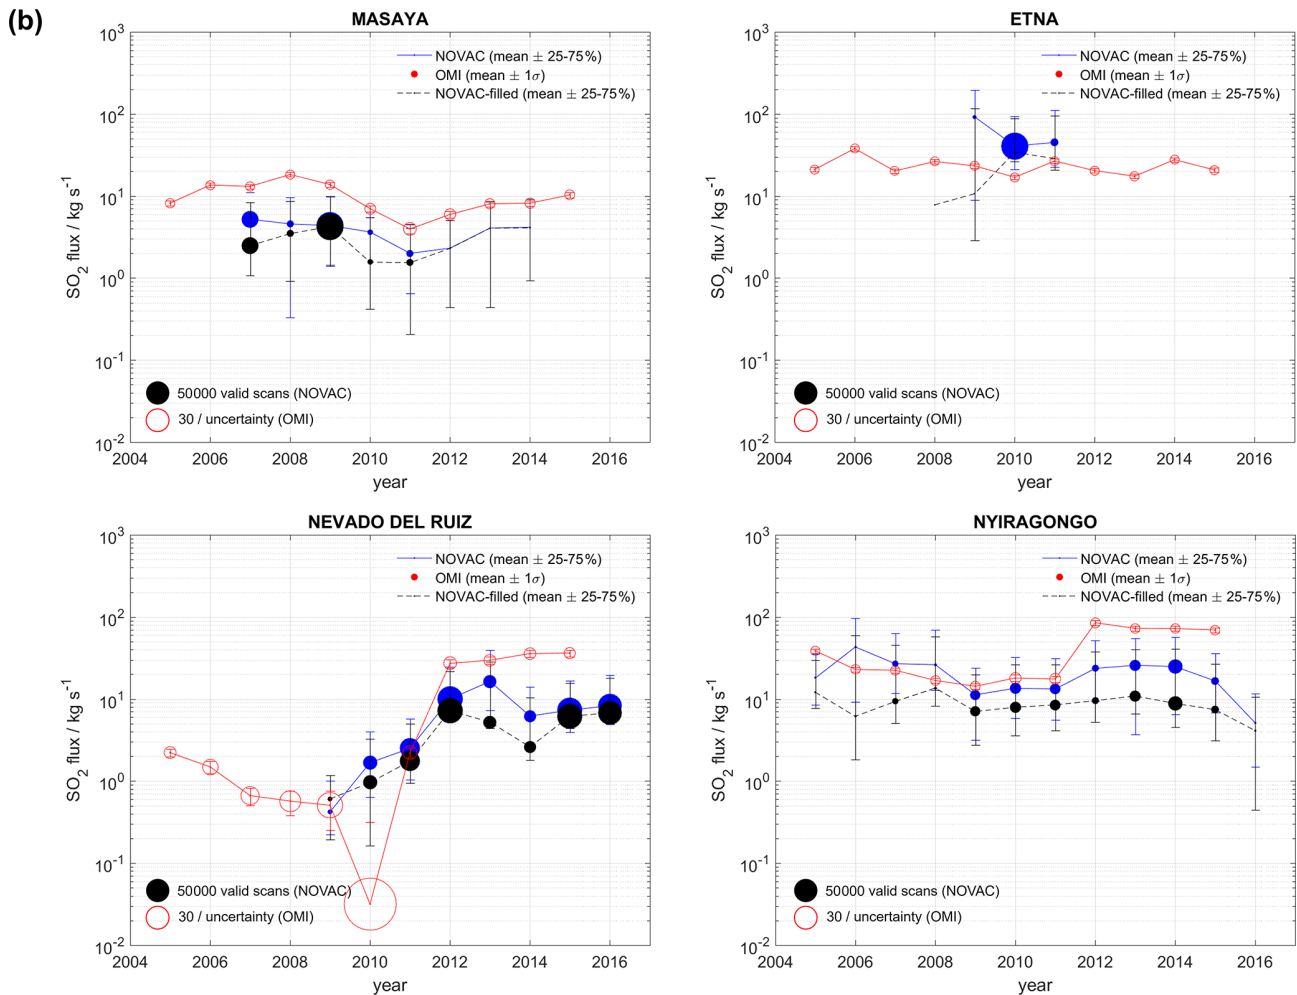 (b)
MASAYA
NOVAC (mean ± 25-75%)
OMI (mean ± 1σ)
NOVAC-filled (mean ± 25-75%)
10³
10²
10¹
10⁰
10⁻¹
10⁻²
SO₂ flux / kg s⁻¹
50000 valid scans (NOVAC)
30 / uncertainty (OMI)
2004 2006 2008 2010 2012 2014 2016
year
ETNA
NOVAC (mean ± 25-75%)
OMI (mean ± 1σ)
NOVAC-filled (mean ± 25-75%)
10³
10²
10¹
10⁰
10⁻¹
10⁻²
SO₂ flux / kg s⁻¹
50000 valid scans (NOVAC)
30 / uncertainty (OMI)
2004 2006 2008 2010 2012 2014 2016
year
NEVADO DEL RUIZ
NOVAC (mean ± 25-75%)
OMI (mean ± 1σ)
NOVAC-filled (mean ± 25-75%)
10³
10²
10¹
10⁰
10⁻¹
10⁻²
SO₂ flux / kg s⁻¹
50000 valid scans (NOVAC)
30 / uncertainty (OMI)
2004 2006 2008 2010 2012 2014 2016
year
NYIRAGONGO
NOVAC (mean ± 25-75%)
OMI (mean ± 1σ)
NOVAC-filled (mean ± 25-75%)
10³
10²
10¹
10⁰
10⁻¹
10⁻²
SO₂ flux / kg s⁻¹
50000 valid scans (NOVAC)
30 / uncertainty (OMI)
2004 2006 2008 2010 2012 2014 2016
year